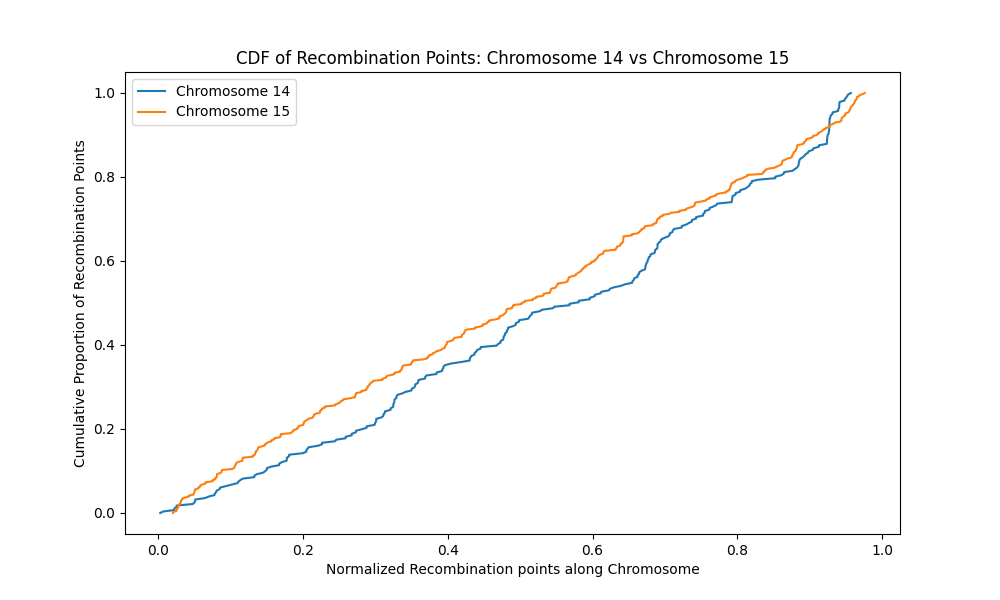 CDF of Recombination Points: Chromosome 14 vs Chromosome 15
Chromosome 14
Chromosome 15
Cumulative Proportion of Recombination Points
1.0
0.8
0.6
0.4
0.2
0.0
0.0 0.2 0.4 0.6 0.8 1.0
Normalized Recombination points along Chromosome